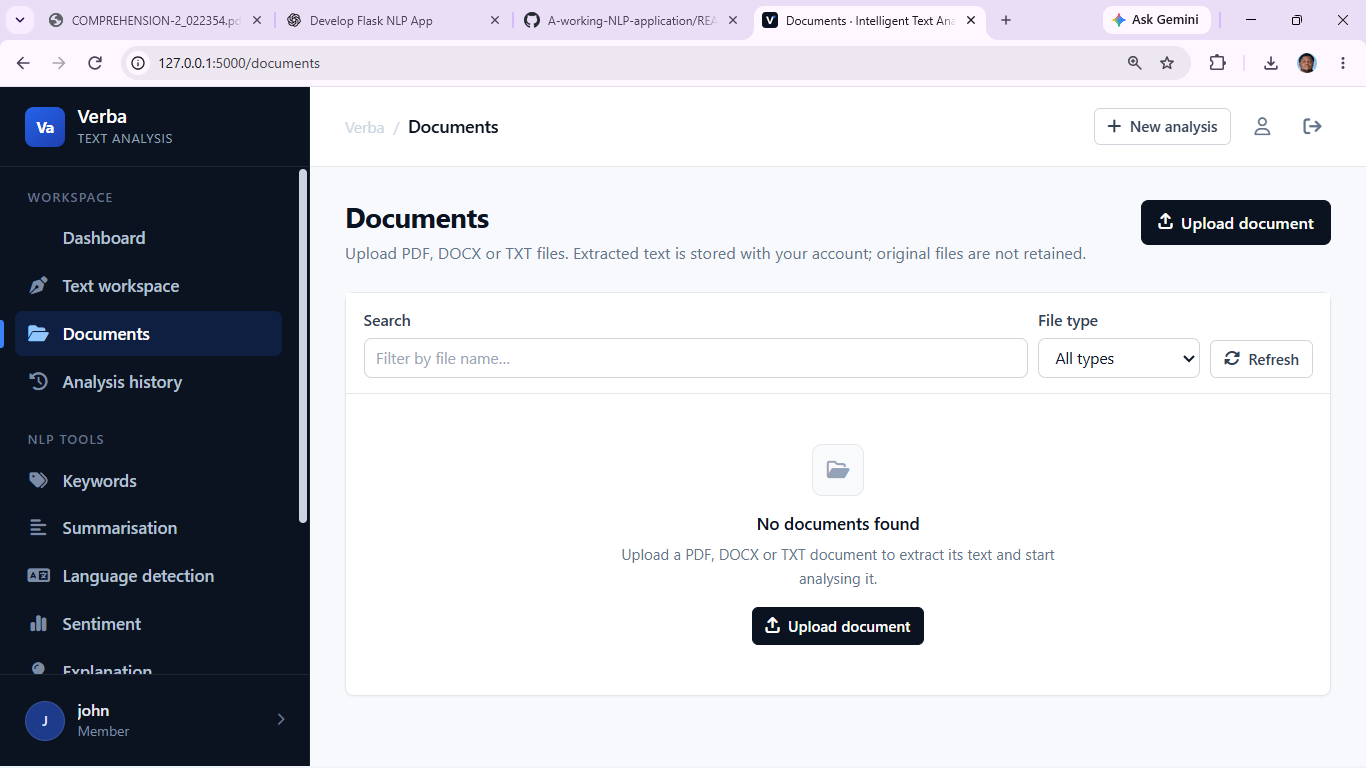 COMPREHENSION-2_022354.pd
Develop Flask NLP App
A-working-NLP-application/REA
Documents · Intelligent Text Ana
Ask Gemini
127.0.0.1:5000/documents
Va
Verba
TEXT ANALYSIS
WORKSPACE
Dashboard
Text workspace
Documents
Analysis history
NLP TOOLS
Keywords
Summarisation
Language detection
Sentiment
Explanation
J
john
Member
Verba / Documents
+ New analysis
Documents
Upload PDF, DOCX or TXT files. Extracted text is stored with your account; original files are not retained.
Upload document
Search
File type
Filter by file name...
All types
Refresh
No documents found
Upload a PDF, DOCX or TXT document to extract its text and start
analysing it.
Upload document